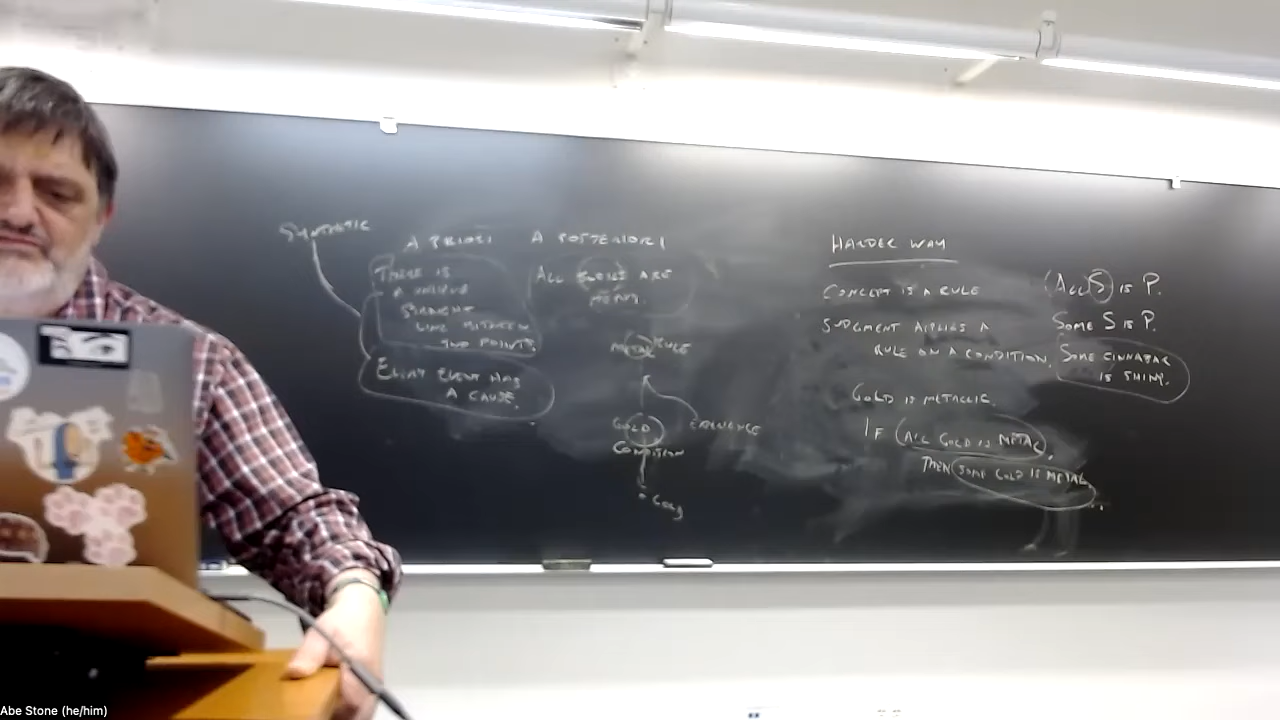 SYNTHETIC
A PRIORI
A POSTERIORI
THERE IS
A UNIQUE
STRAIGHT
LINE BETWEEN
TWO POINTS
EVERY EVENT HAS
A CAUSE.
ALL BODIES ARE
HEAVY.
METAL RULE
GOLD
CONDITION
HARDER WAY
CONCEPT IS A RULE
JUDGMENT APPLIES A
RULE ON A CONDITION.
GOLD IS METALLIC.
IF (ALL GOLD IS METAL),
THEN SOME GOLD IS METAL
(ALL S) IS P.
SOME S IS P.
SOME CINNABAR
IS SHINY.
Abe Stone (he/him)